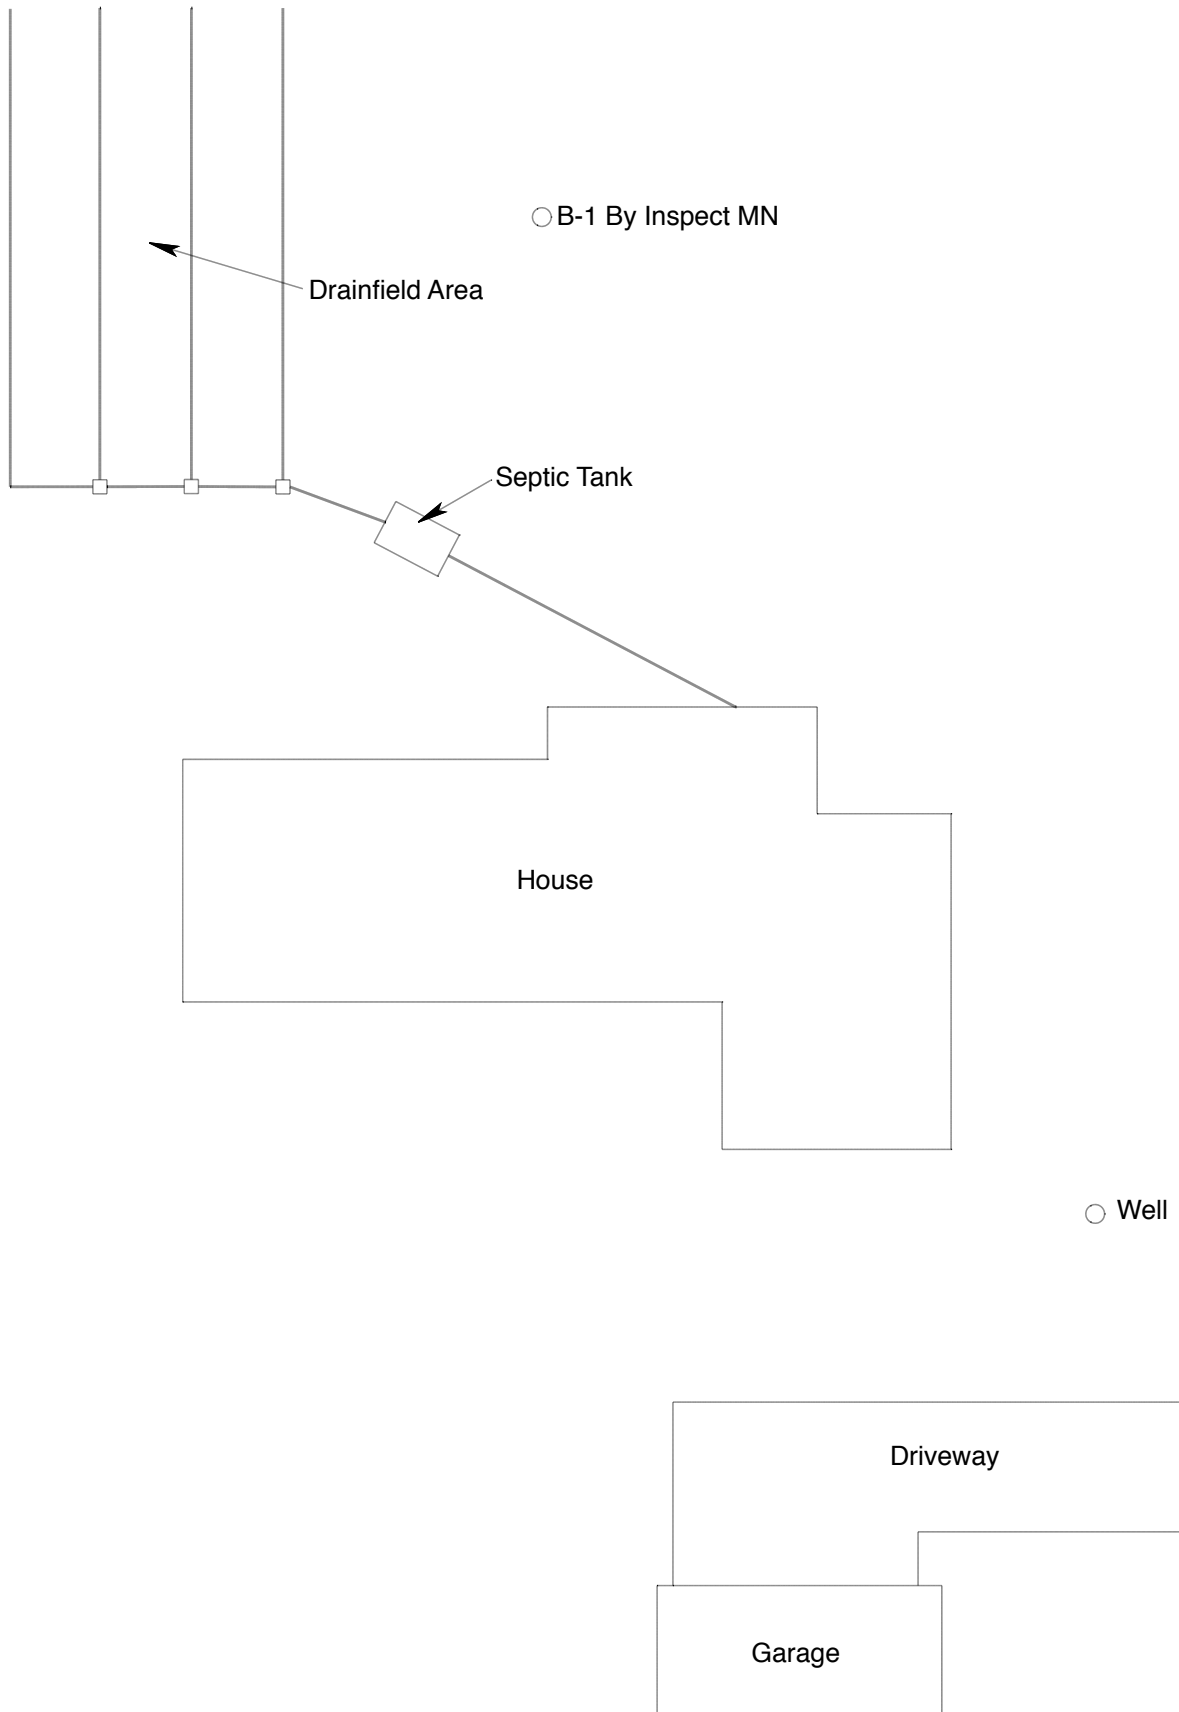 B-1 By Inspect MN
Drainfield Area
Septic Tank
House
Well
Driveway
Garage